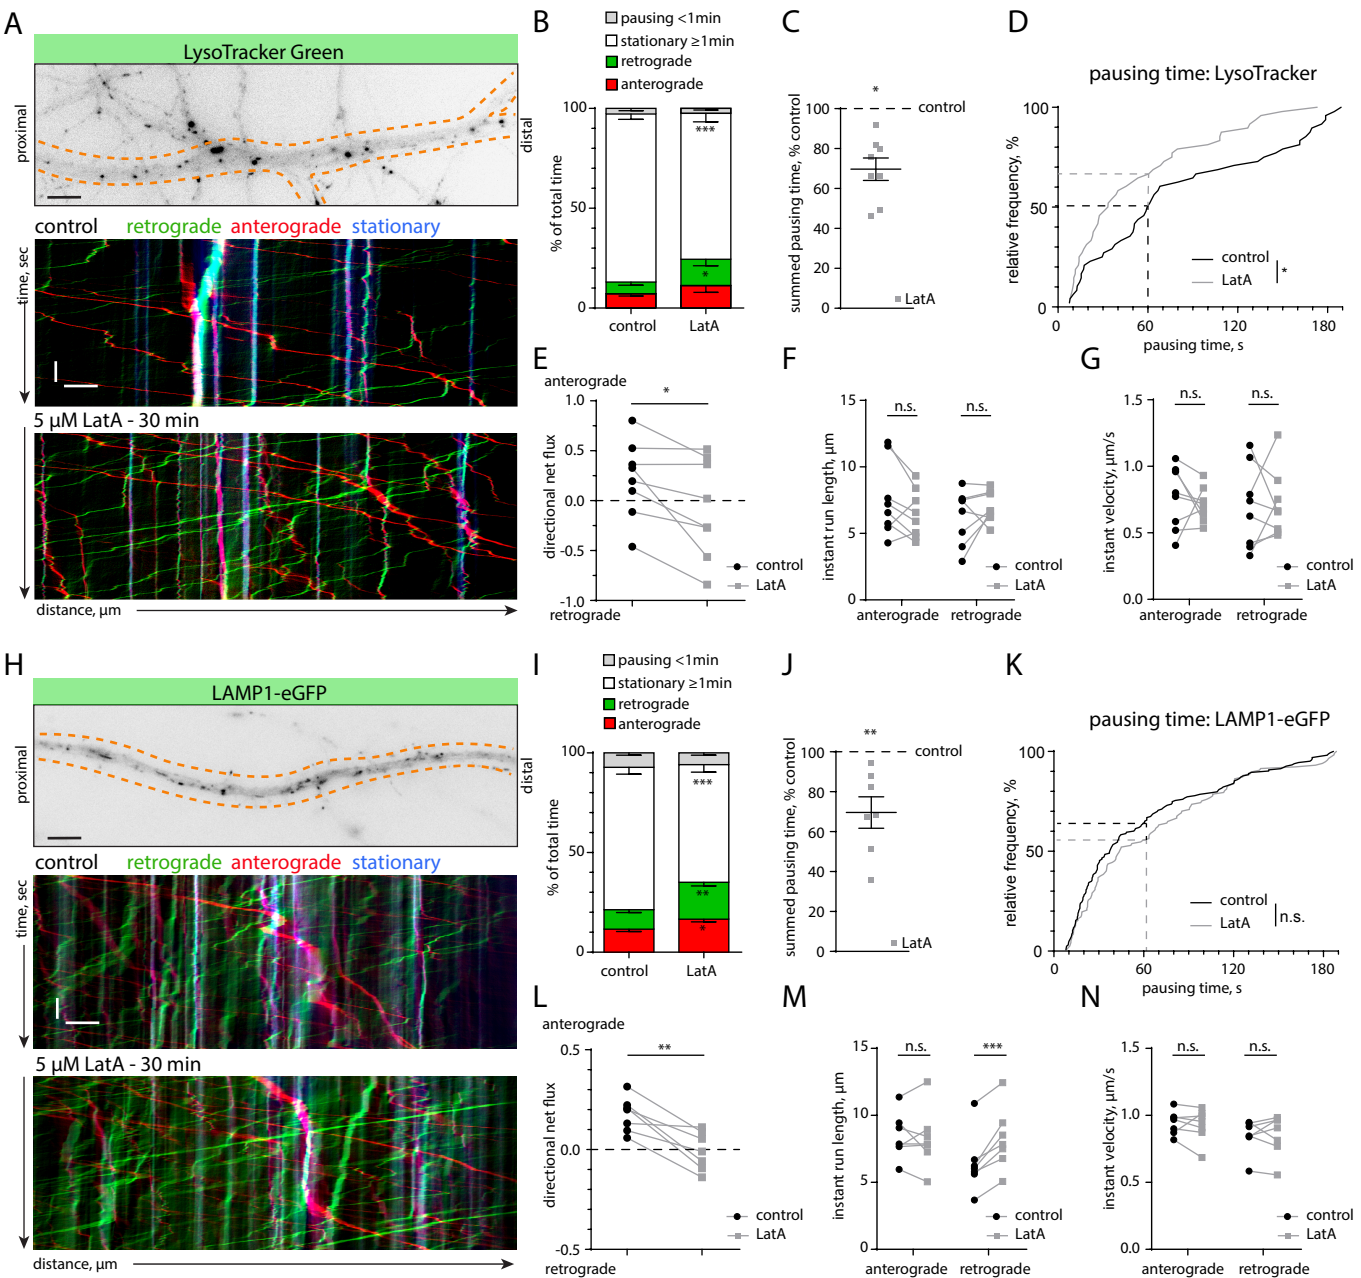 A
LysoTracker Green
proximal
distal
control retrograde anterograde stationary
time, sec
5 µM LatA - 30 min
distance, µm
B
pausing <1min
stationary ≥1min
retrograde
anterograde
% of total time
100
50
0
***
*
control LatA
C
*
summed pausing time, % control
100
80
60
40
20
0
control
LatA
D
pausing time: LysoTracker
relative frequency, %
100
50
0
control
LatA
*
0 60 120 180
pausing time, s
E
anterograde
directional net flux
1.0
0.5
0.0
-0.5
-1.0
*
control
LatA
retrograde
F
instant run length, µm
15
10
5
0
n.s. n.s.
control
LatA
anterograde retrograde
G
instant velocity, µm/s
1.5
1.0
0.5
0.0
n.s. n.s.
control
LatA
anterograde retrograde
H
LAMP1-eGFP
proximal
distal
control retrograde anterograde stationary
time, sec
5 µM LatA - 30 min
distance, µm
I
pausing <1min
stationary ≥1min
retrograde
anterograde
% of total time
100
50
0
***
**
*
control LatA
J
**
summed pausing time, % control
100
80
60
40
20
0
control
LatA
K
pausing time: LAMP1-eGFP
relative frequency, %
100
50
0
control
LatA
n.s.
0 60 120 180
pausing time, s
L
anterograde
directional net flux
0.5
0.0
-0.5
**
control
LatA
retrograde
M
instant run length, µm
15
10
5
0
n.s. ***
control
LatA
anterograde retrograde
N
instant velocity, µm/s
1.5
1.0
0.5
0.0
n.s. n.s.
control
LatA
anterograde retrograde